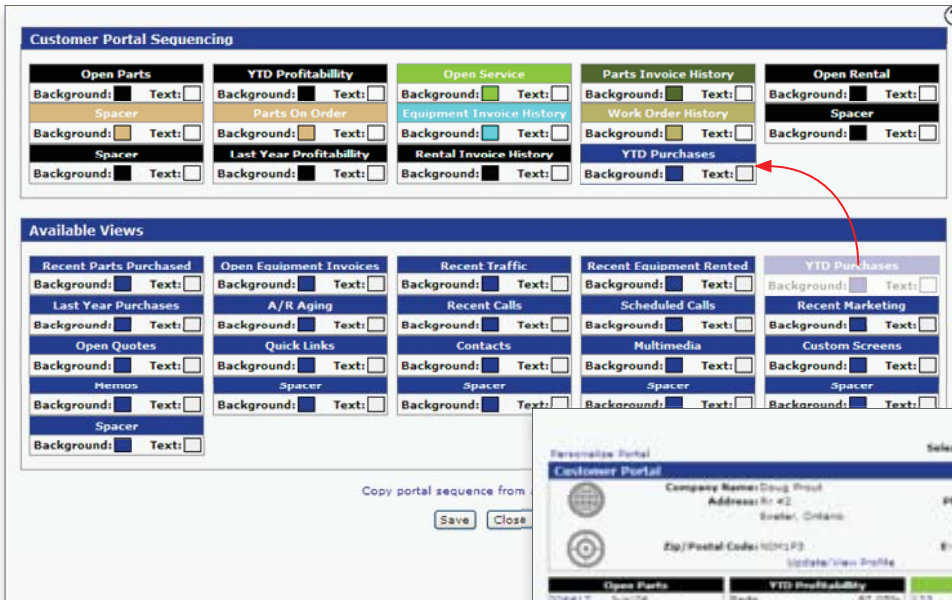 Customer Portal Sequencing
Open Parts YTD Profitability Open Service Parts Invoice History Open Rental
Background: Text: Background: Text: Background: Text: Background: Text: Background: Text:
Spacer Parts On Order Equipment Invoice History Work Order History Spacer
Background: Text: Background: Text: Background: Text: Background: Text: Background: Text:
Spacer Last Year Profitability Rental Invoice History YTD Purchases
Background: Text: Background: Text: Background: Text: Background: Text:
Available Views
Recent Parts Purchased Open Equipment Invoices Recent Traffic Recent Equipment Rented YTD Purchases
Background: Text: Background: Text: Background: Text: Background: Text: Background: Text:
Last Year Purchases A/R Aging Recent Calls Scheduled Calls Recent Marketing
Background: Text: Background: Text: Background: Text: Background: Text: Background: Text:
Open Quotes Quick Links Contacts Multimedia Custom Screens
Background: Text: Background: Text: Background: Text: Background: Text: Background: Text:
Memos Spacer Spacer Spacer Spacer
Background: Text: Background: Text: Background: Text: Background: Text: Background: Text:
Spacer
Background: Text:
Copy portal sequence from
Save Close
Personalize Portal
Customer Portal
Company Name: Doug Prout
Address: Rr #2
Exeter, Ontario
Zip/Postal Code:
Update/View Profile
Open Parts YTD Profitability